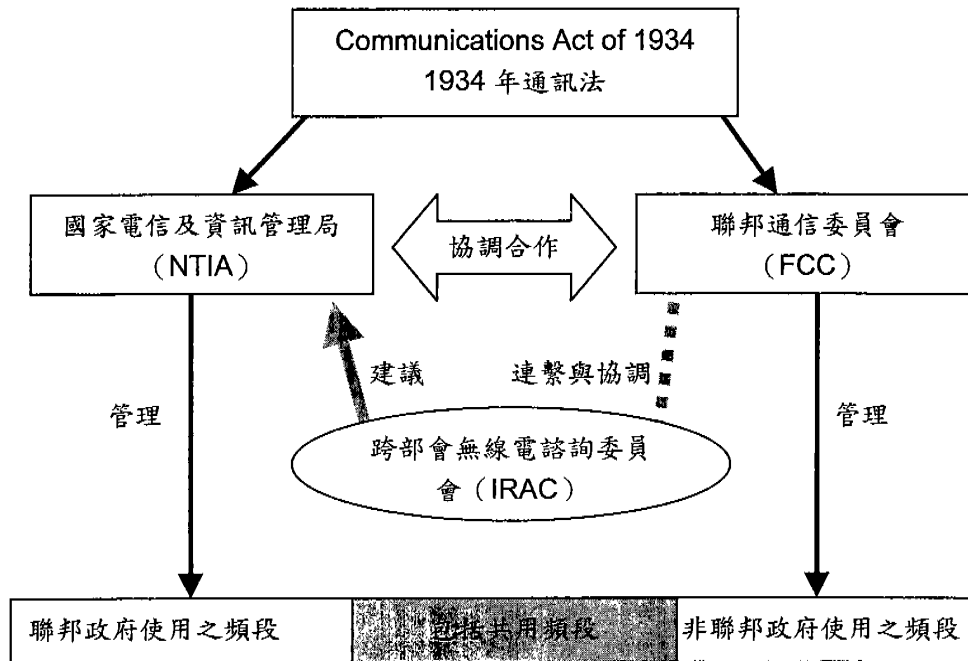 Communications Act of 1934
1934 年通訊法
國家電信及資訊管理局
（NTIA）
協調合作
聯邦通信委員會
（FCC）
建議
連繫與協調
管理
管理
跨部會無線電諮詢委員
會（IRAC）
聯邦政府使用之頻段
包括共用頻段
非聯邦政府使用之頻段